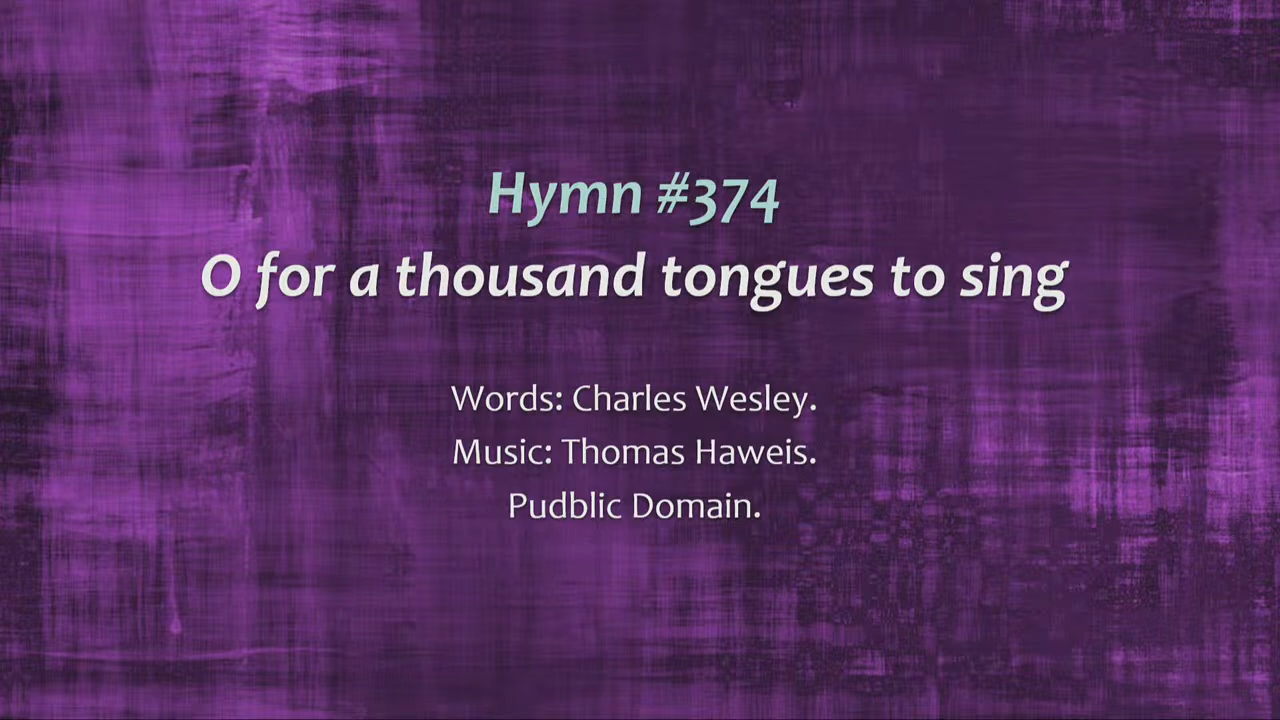 Hymn #374
O for a thousand tongues to sing
Words: Charles Wesley.
Music: Thomas Haweis.
Pudblic Domain.